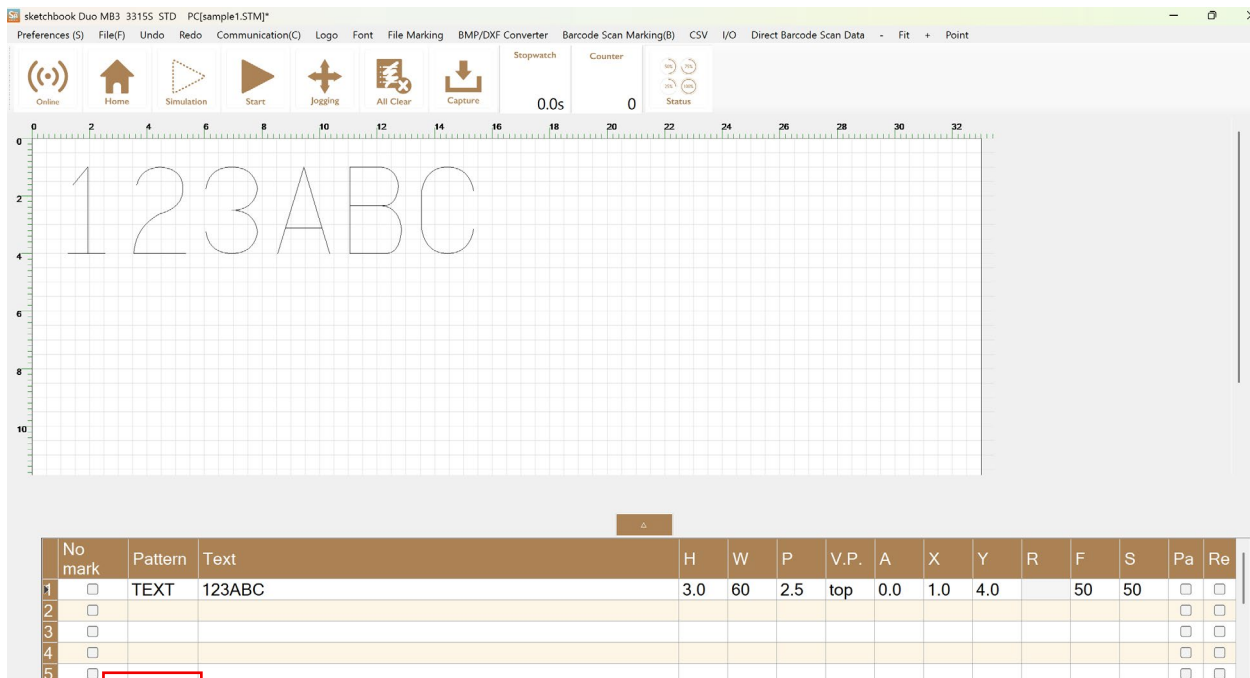 sketchbook Duo MB3 3315S STD PC[sample1.STM]*
Preferences (S) File(F) Undo Redo Communication(C) Logo Font File Marking BMP/DXF Converter Barcode Scan Marking(B) CSV I/O Direct Barcode Scan Data - Fit + Point
Stopwatch Counter
50% 75%
25% 100%
Online Home Simulation Start Jogging All Clear Capture 0.0s 0 Status
0 2 4 6 8 10 12 14 16 18 20 22 24 26 28 30 32
0
123ABC
2
4
6
8
10
No mark Pattern Text H W P V.P. A X Y R F S Pa Re
1 TEXT 123ABC 3.0 60 2.5 top 0.0 1.0 4.0 50 50
2
3
4
5